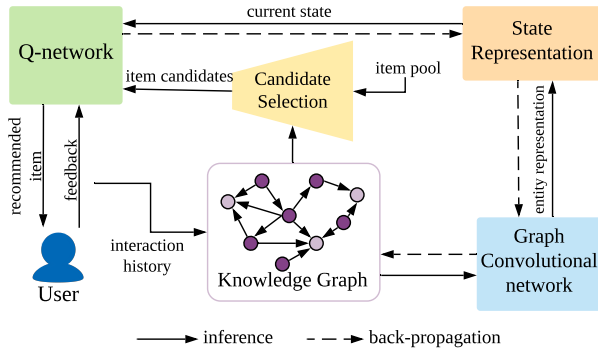 current state
Q-network
State
Representation
item candidates
Candidate
Selection
item pool
recommended
item
feedback
entity representation
interaction
history
Knowledge Graph
Graph
Convolutional
network
User
inference
back-propagation